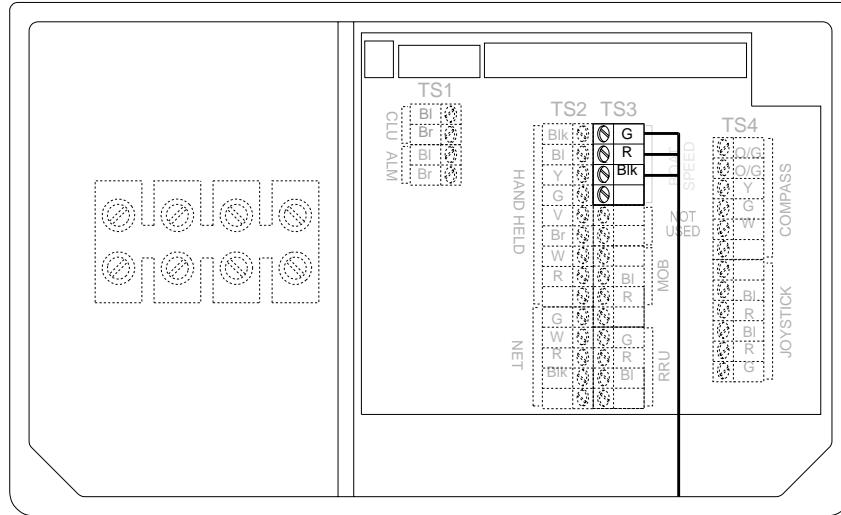 TS1
CLU
Bl
Br
ALM
Bl
Br
TS2
HAND HELD
Blk
Bl
Y
G
V
Br
W
R
NET
G
W
R
Blk
TS3
G
R
Blk
BOAT
SPEED
NOT
USED
MOB
Bl
R
RRU
G
R
Bl
TS4
O/G
O/G
Y
G
W
COMPASS
Bl
R
Bl
R
G
JOYSTICK